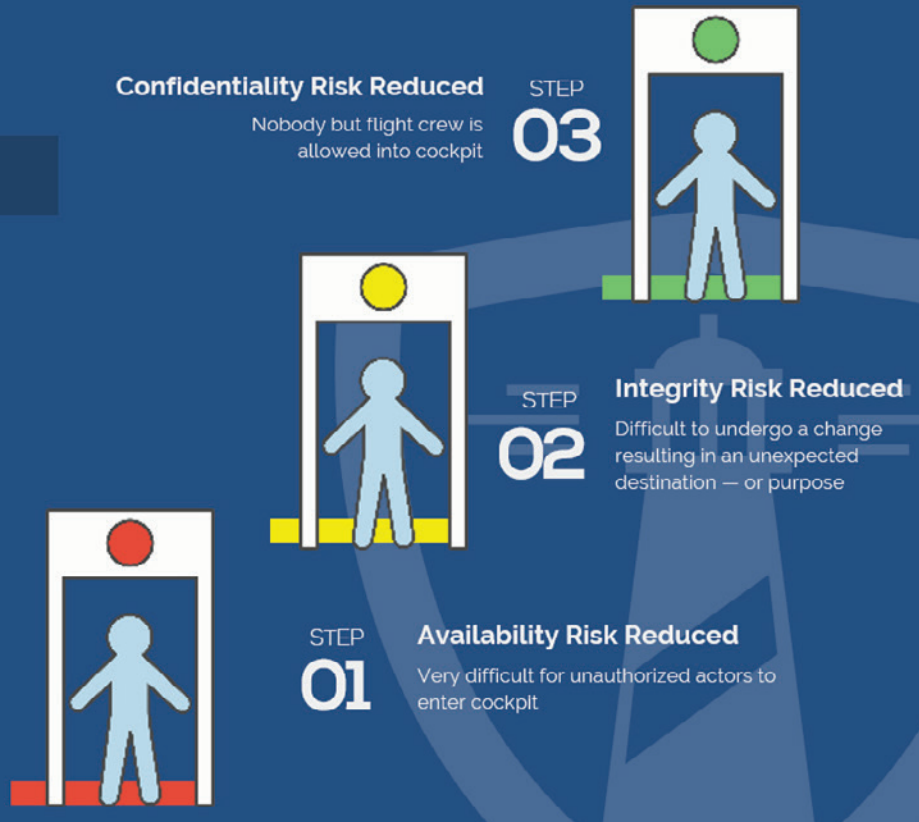 Confidentiality Risk Reduced
Nobody but flight crew is
allowed into cockpit
STEP
03
STEP
02
Integrity Risk Reduced
Difficult to undergo a change
resulting in an unexpected
destination — or purpose
STEP
01
Availability Risk Reduced
Very difficult for unauthorized actors to
enter cockpit